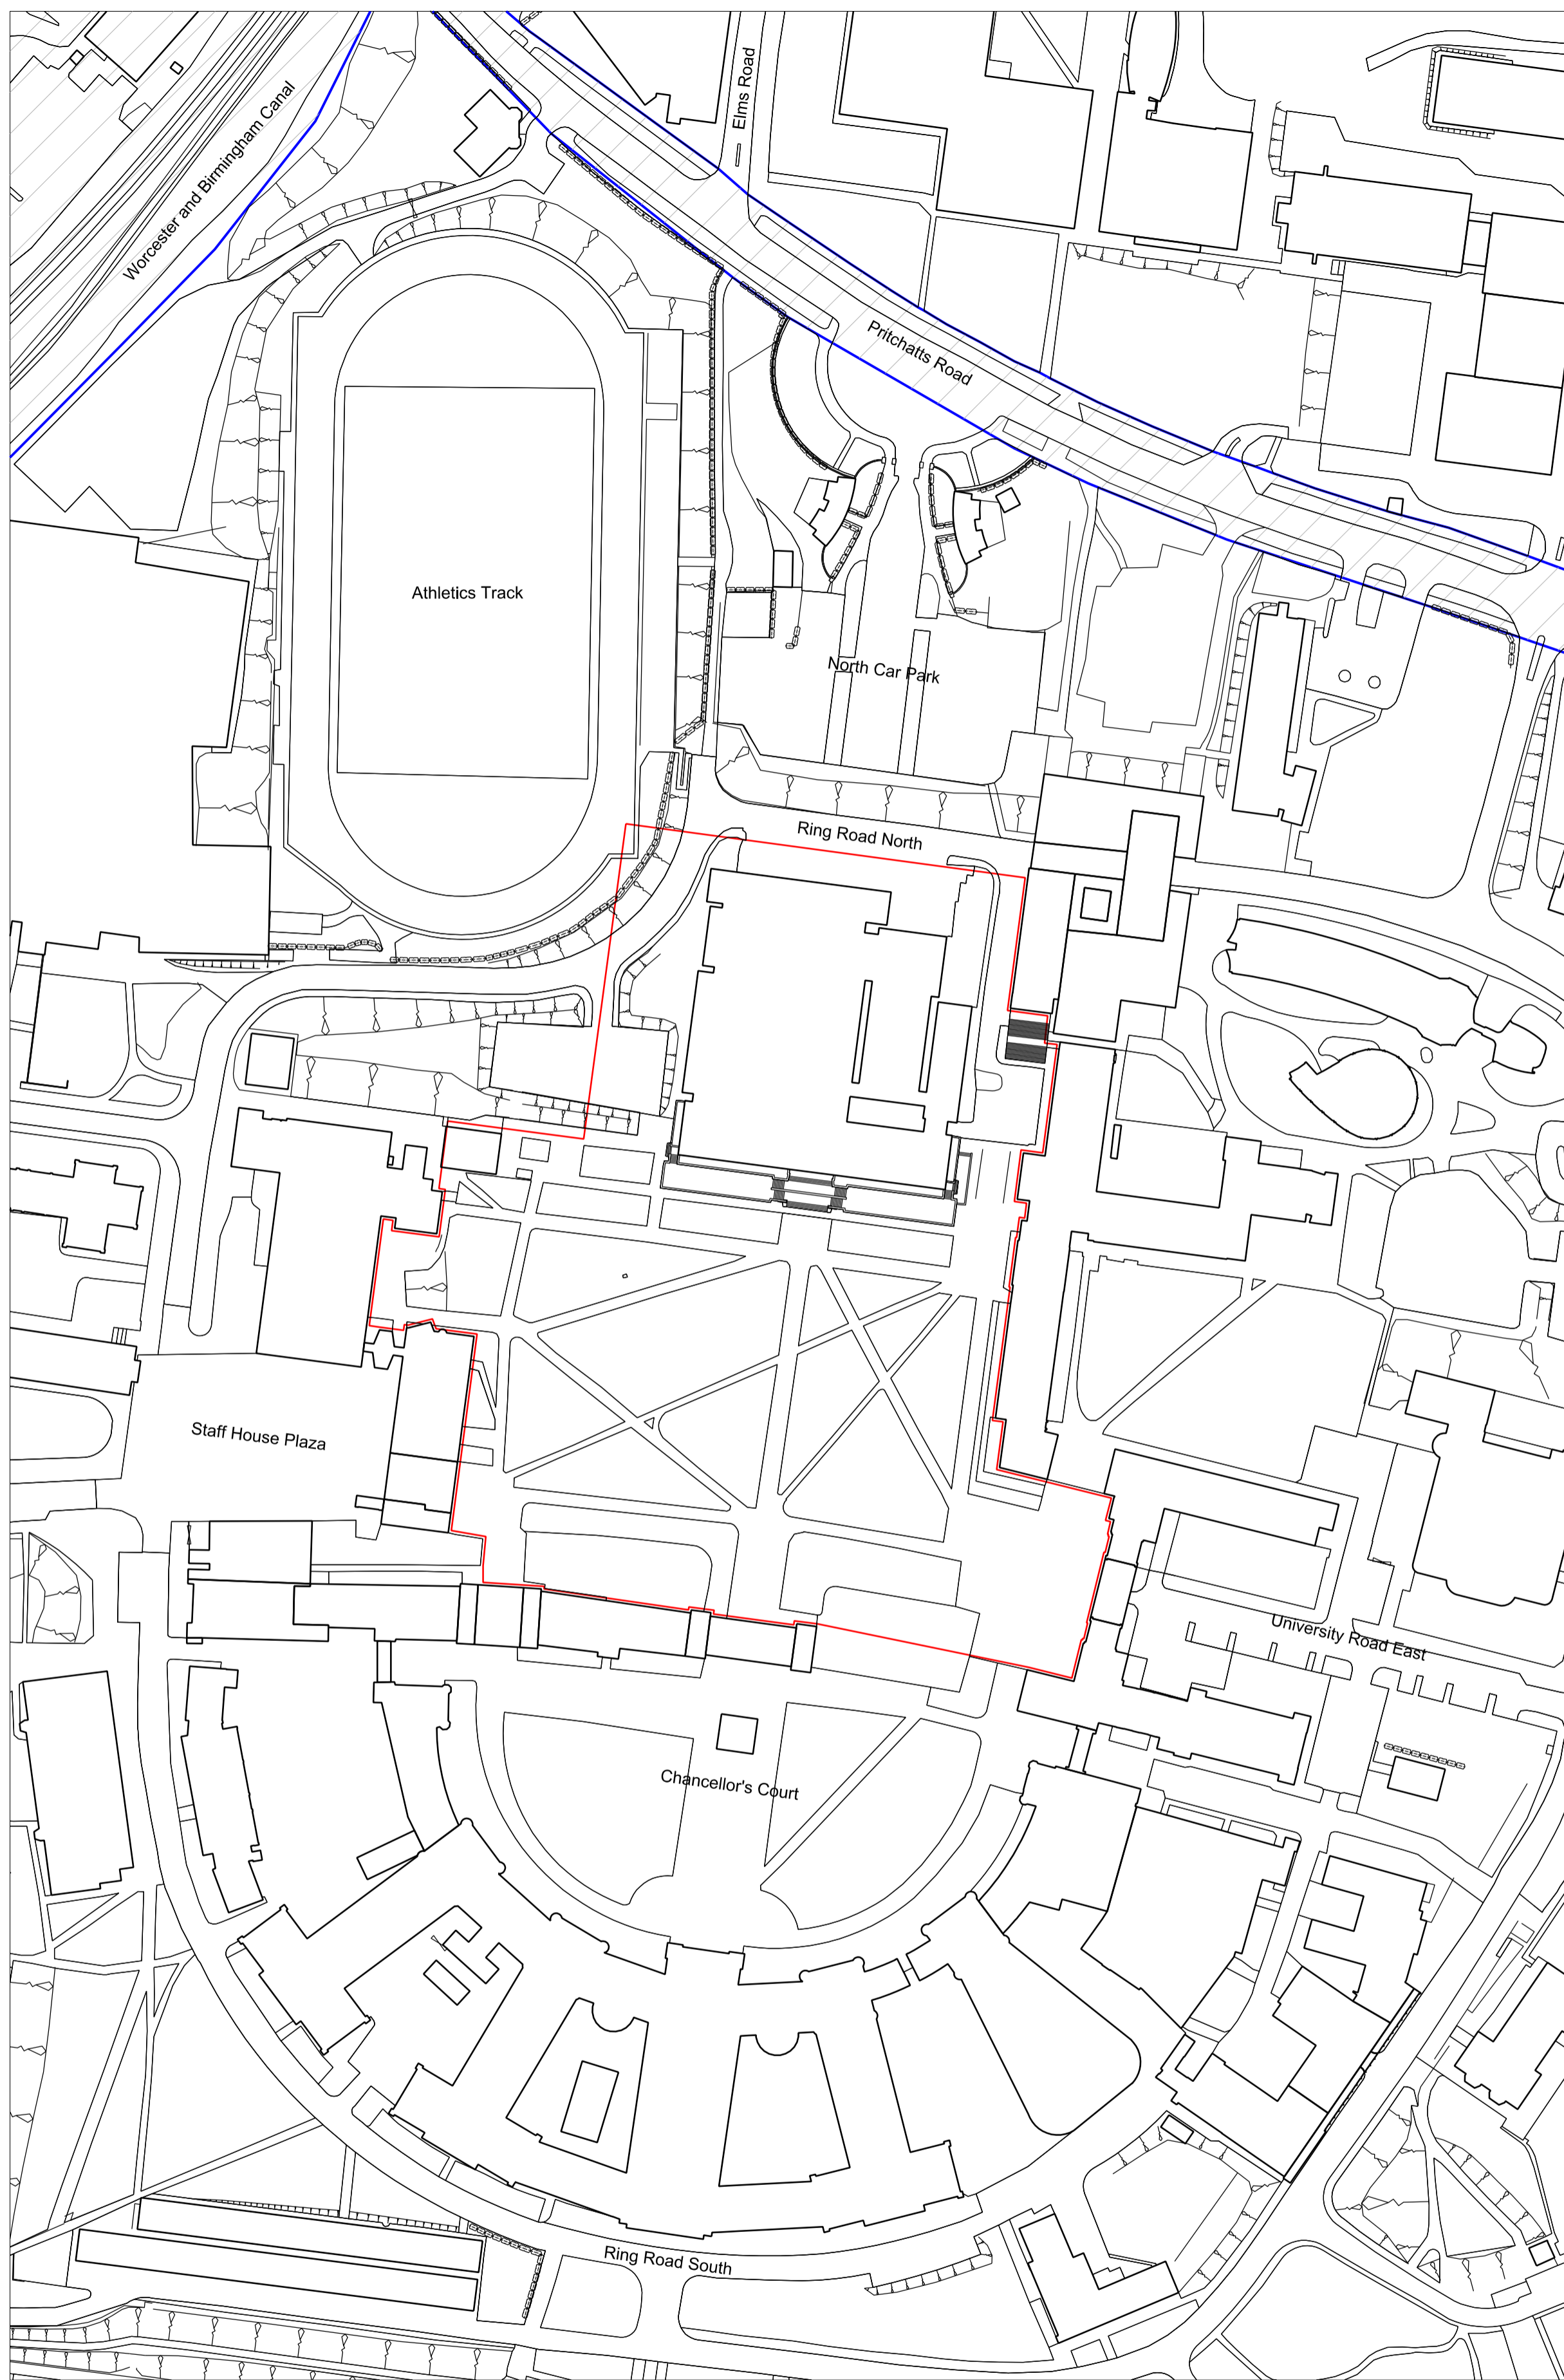 Elms Road
Worcester and Birmingham Canal
Pritchatts Road
Athletics Track
North Car Park
Ring Road North
Staff House Plaza
University Road East
Chancellor's Court
Ring Road South